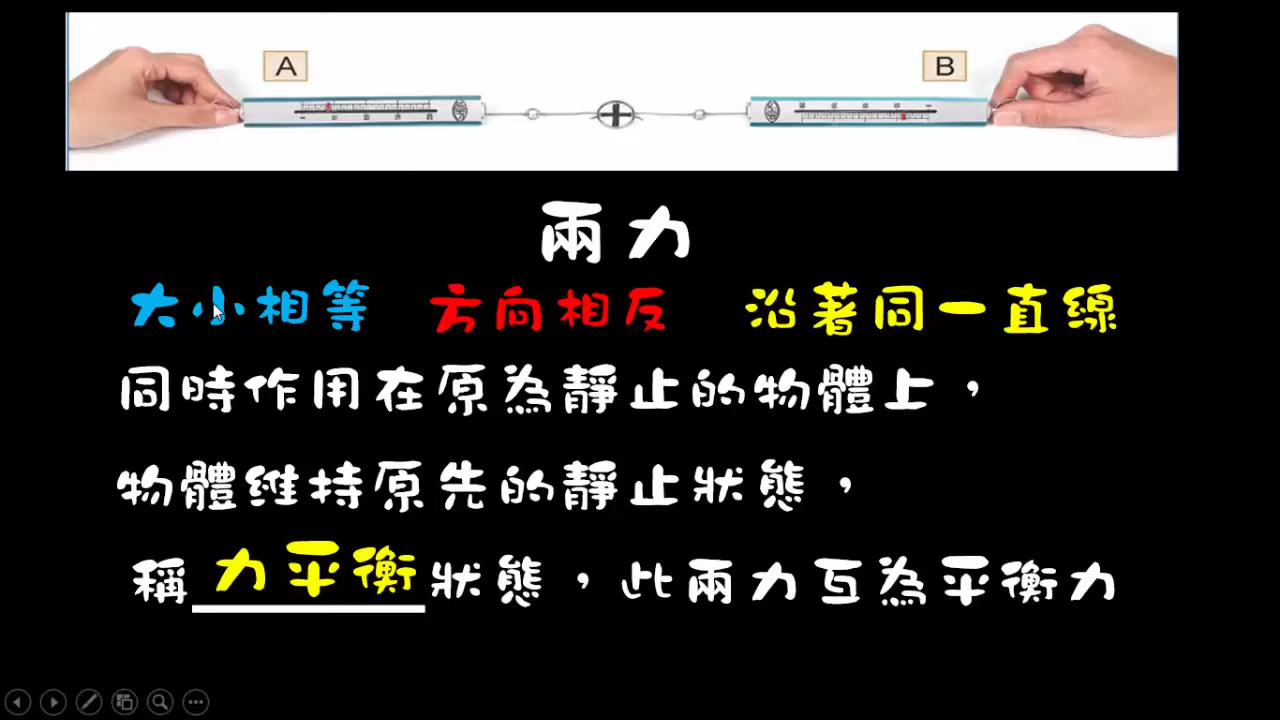 A B
兩力
大小相等 方向相反 沿著同一直線
同時作用在原為靜止的物體上，
物體維持原先的靜止狀態，
稱力平衡狀態，此兩力互為平衡力